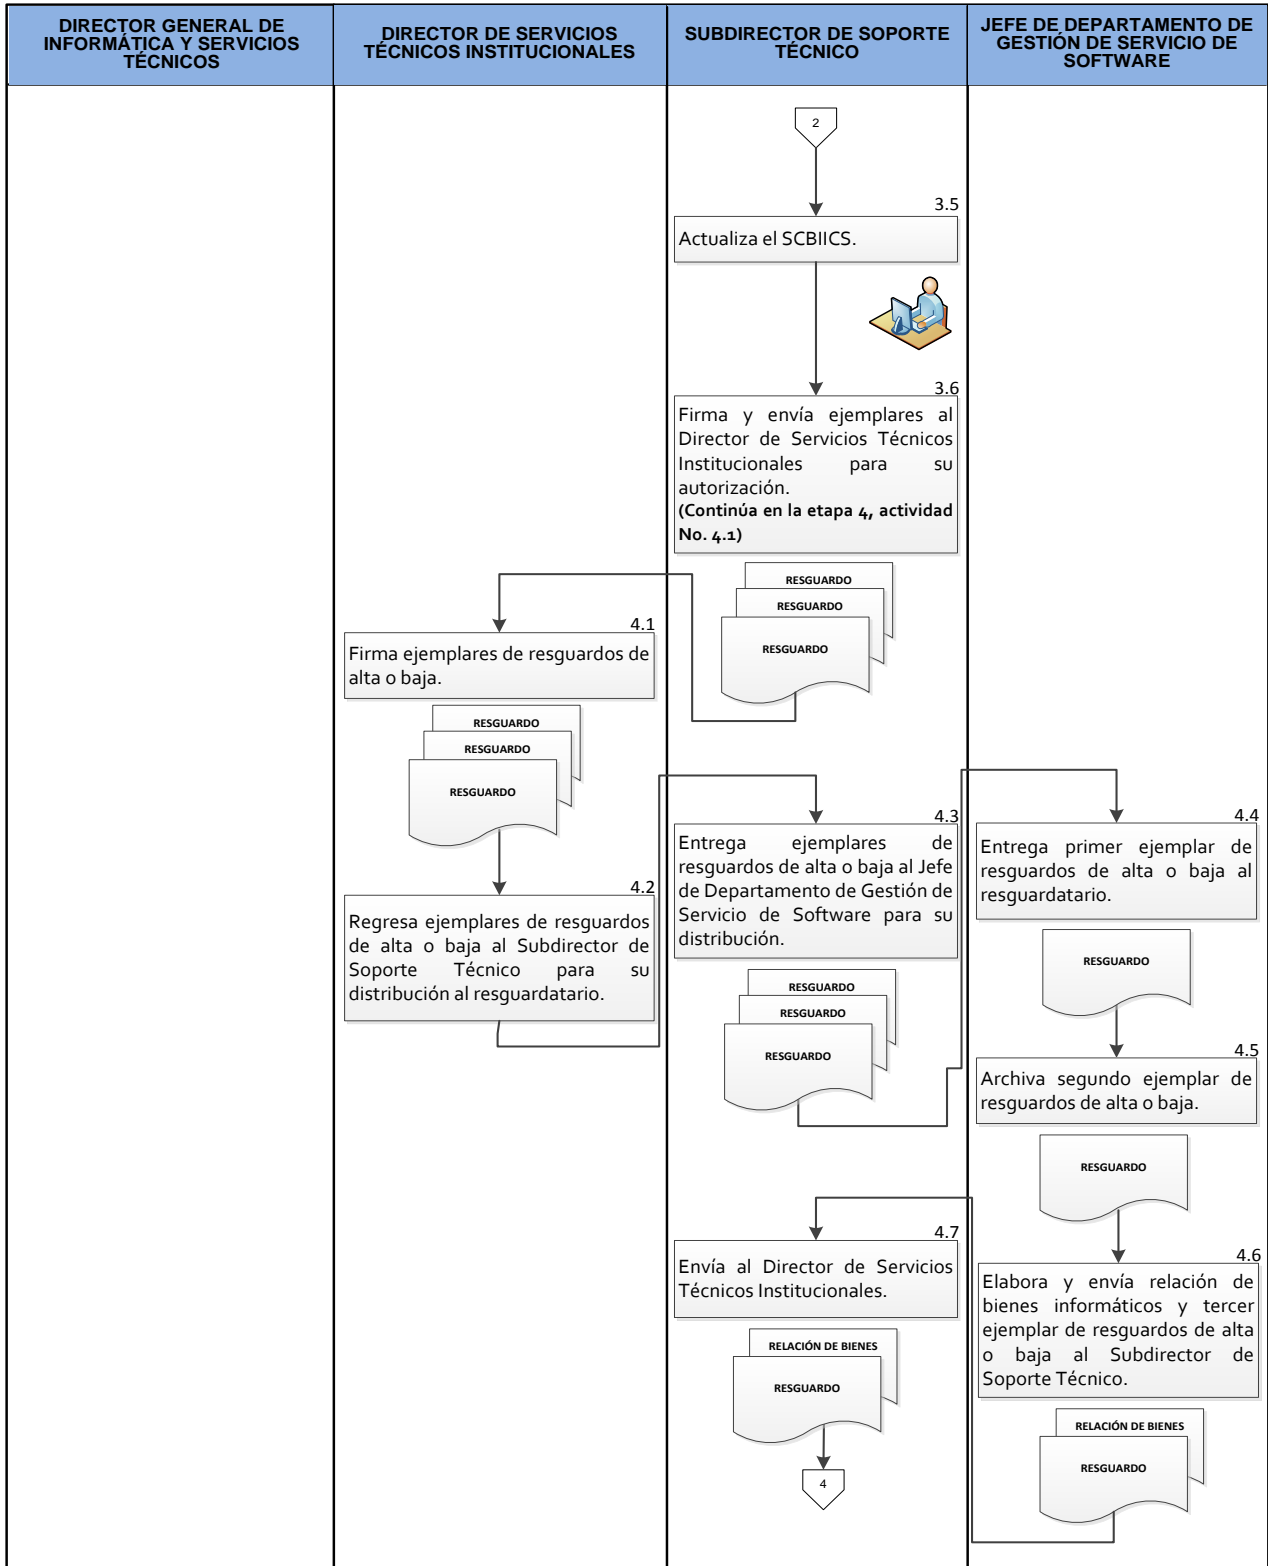 DIRECTOR GENERAL DE
INFORMÁTICA Y SERVICIOS
TÉCNICOS
DIRECTOR DE SERVICIOS
TÉCNICOS INSTITUCIONALES
SUBDIRECTOR DE SOPORTE
TÉCNICO
JEFE DE DEPARTAMENTO DE
GESTIÓN DE SERVICIO DE
SOFTWARE
2
3.5
Actualiza el SCBIICS.
3.6
Firma y envía ejemplares al
Director de Servicios Técnicos
Institucionales para su
autorización.
(Continúa en la etapa 4, actividad
No. 4.1)
RESGUARDO
RESGUARDO
RESGUARDO
4.1
Firma ejemplares de resguardos de
alta o baja.
RESGUARDO
RESGUARDO
RESGUARDO
4.2
Regresa ejemplares de resguardos
de alta o baja al Subdirector de
Soporte Técnico para su
distribución al resguardatario.
4.3
Entrega ejemplares de
resguardos de alta o baja al Jefe
de Departamento de Gestión de
Servicio de Software para su
distribución.
RESGUARDO
RESGUARDO
RESGUARDO
4.4
Entrega primer ejemplar de
resguardos de alta o baja al
resguardatario.
RESGUARDO
4.5
Archiva segundo ejemplar de
resguardos de alta o baja.
RESGUARDO
4.6
Elabora y envía relación de
bienes informáticos y tercer
ejemplar de resguardos de alta
o baja al Subdirector de
Soporte Técnico.
RELACIÓN DE BIENES
RESGUARDO
4.7
Envía al Director de Servicios
Técnicos Institucionales.
RELACIÓN DE BIENES
RESGUARDO
4